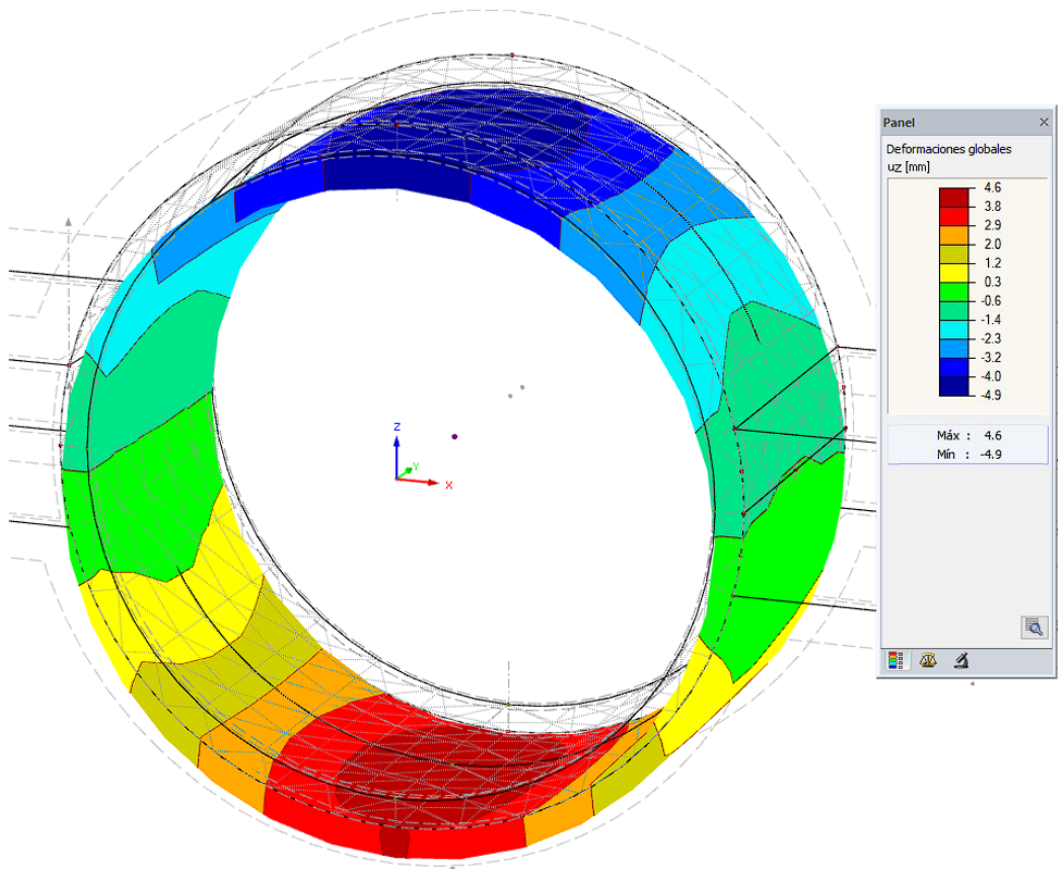 Panel ×
Deformaciones globales
uz [mm]
4.6
3.8
2.9
2.0
1.2
0.3
-0.6
-1.4
-2.3
-3.2
-4.0
-4.9
Máx : 4.6
Mín : -4.9
Z
Y
X